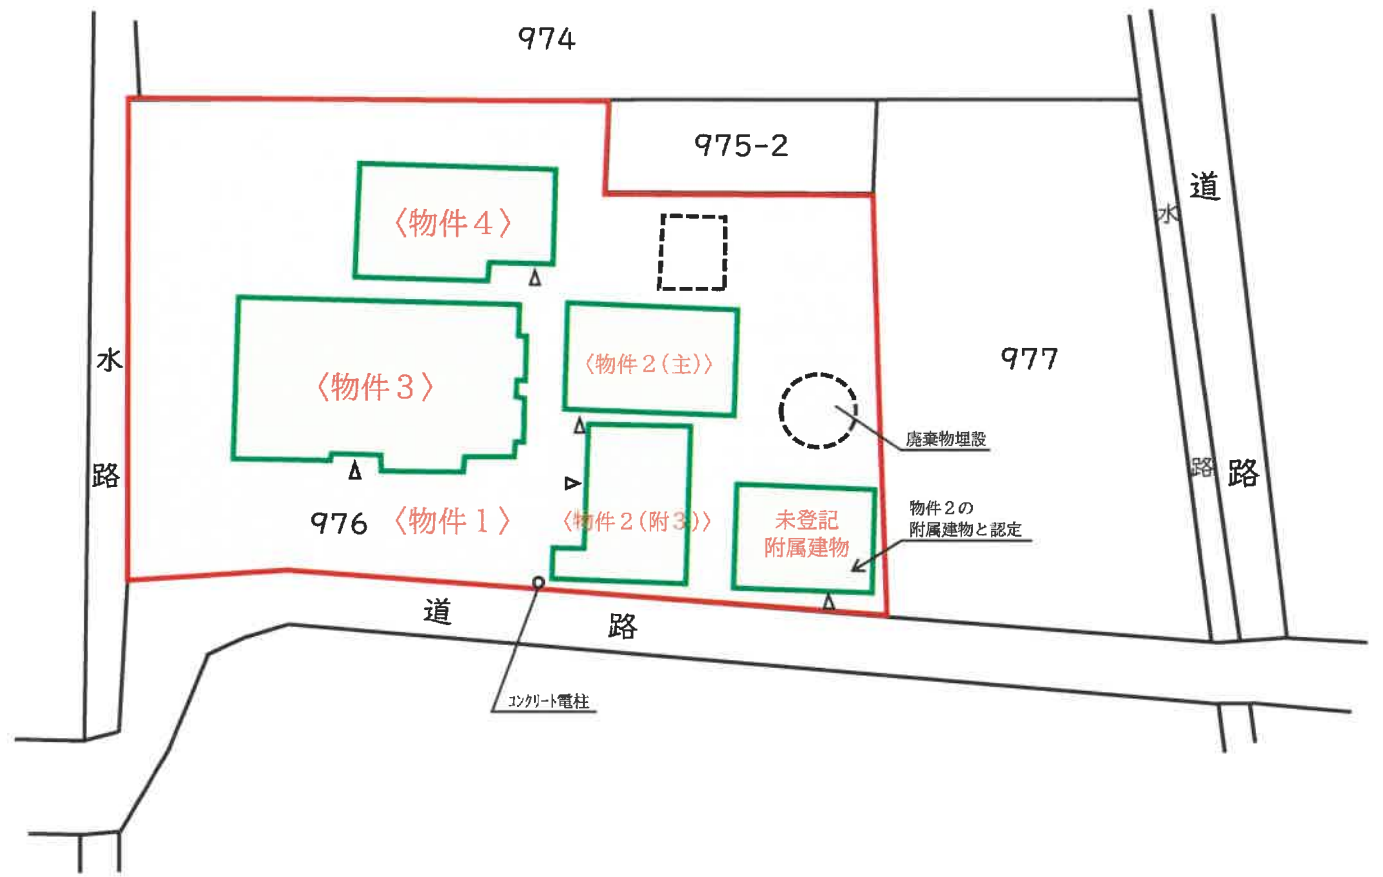 974
975-2
道
水
〈物件４〉
水
〈物件２(主)〉
977
〈物件３〉
廃棄物埋設
路
路
路
976 〈物件１〉
〈物件２(附３)〉
未登記
附属建物
物件２の
附属建物と認定
道
路
コンクリート電柱